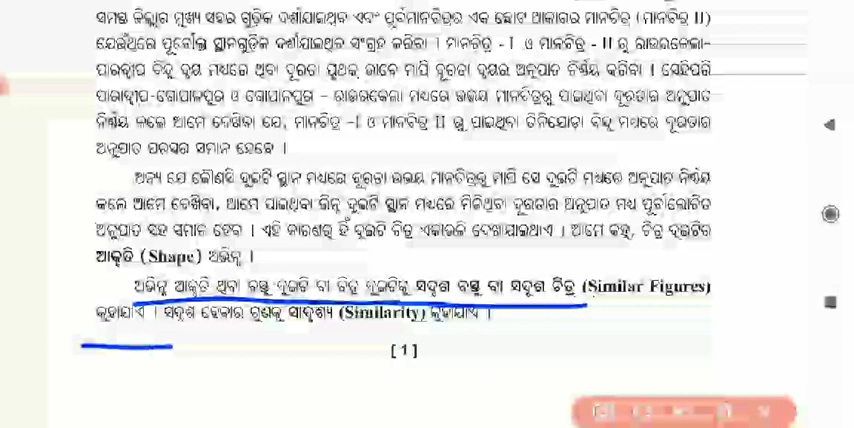 ସମସ୍ତ ଜିଲ୍ଲାର ମୁଖ୍ୟ ସହର ଗୁଡ଼ିକ ଦର୍ଶାଯାଇଥିବ ଏବଂ ପୂର୍ବମାନଚିତ୍ରର ଏକ ଛୋଟ ଆକାରର ମାନଚିତ୍ର (ମାନଚିତ୍ର II)
ଯେଉଁଥିରେ ପୂର୍ବୋକ୍ତ ସ୍ଥାନଗୁଡ଼ିକ ଦର୍ଶାଯାଇଥିବ ସଂଗ୍ରହ କରିବା । ମାନଚିତ୍ର - I ଓ ମାନଚିତ୍ର - II ରୁ ରାଉରକେଲା-
ପାରାଦ୍ୱୀପ ବିନ୍ଦୁ ଦ୍ୱୟ ମଧ୍ୟରେ ଥିବା ଦୂରତା ପୃଥକ୍ ଭାବେ ମାପି ଦୂରତା ଦ୍ୱୟର ଅନୁପାତ ନିର୍ଣ୍ଣୟ କରିବା । ସେହିପରି
ପାରାଦ୍ୱୀପ-ଗୋପାଳପୁର ଓ ଗୋପାଳପୁର - ରାଉରକେଲା ମଧ୍ୟରେ ଉଭୟ ମାନଚିତ୍ରରୁ ପାଇଥିବା ଦୂରତାର ଅନୁପାତ
ନିର୍ଣ୍ଣୟ କଲେ ଆମେ ଦେଖିବା ଯେ, ମାନଚିତ୍ର -I ଓ ମାନଚିତ୍ର II ରୁ ପାଇଥିବା ତିନିଯୋଡ଼ା ବିନ୍ଦୁ ମଧ୍ୟରେ ଦୂରତାର
ଅନୁପାତ ପରସ୍ପର ସମାନ ହେବେ ।
ଅନ୍ୟ ଯେ କୌଣସି ଦୁଇଟି ସ୍ଥାନ ମଧ୍ୟରେ ଦୂରତା ଉଭୟ ମାନଚିତ୍ରରୁ ମାପି ସେ ଦୁଇଟି ମଧ୍ୟରେ ଅନୁପାତ ନିର୍ଣ୍ଣୟ
କଲେ ଆମେ ଦେଖିବା, ଆମେ ପାଇଥିବା ଭିନ୍ନ ଦୁଇଟି ସ୍ଥାନ ମଧ୍ୟରେ ମିଳିଥିବା ଦୂରତାର ଅନୁପାତ ମଧ୍ୟ ପୂର୍ବାଲୋଚିତ
ଅନୁପାତ ସହ ସମାନ ହେବ । ଏହି କାରଣରୁ ହିଁ ଦୁଇଟି ଚିତ୍ର ଏକାଭଳି ଦେଖାଯାଇଥାଏ । ଆମେ କହୁ, ଚିତ୍ର ଦୁଇଟିର
ଆକୃତି (Shape) ଅଭିନ୍ନ ।
ଅଭିନ୍ନ ଆକୃତି ଥିବା ବସ୍ତୁ ଦୁଇଟି ବା ଚିତ୍ର ଦୁଇଟିକୁ ସଦୃଶ ବସ୍ତୁ ବା ସଦୃଶ ଚିତ୍ର (Similar Figures)
କୁହାଯାଏ । ସଦୃଶ ହେବାର ଗୁଣକୁ ସାଦୃଶ୍ୟ (Similarity) କୁହାଯାଏ ।
[ 1 ]